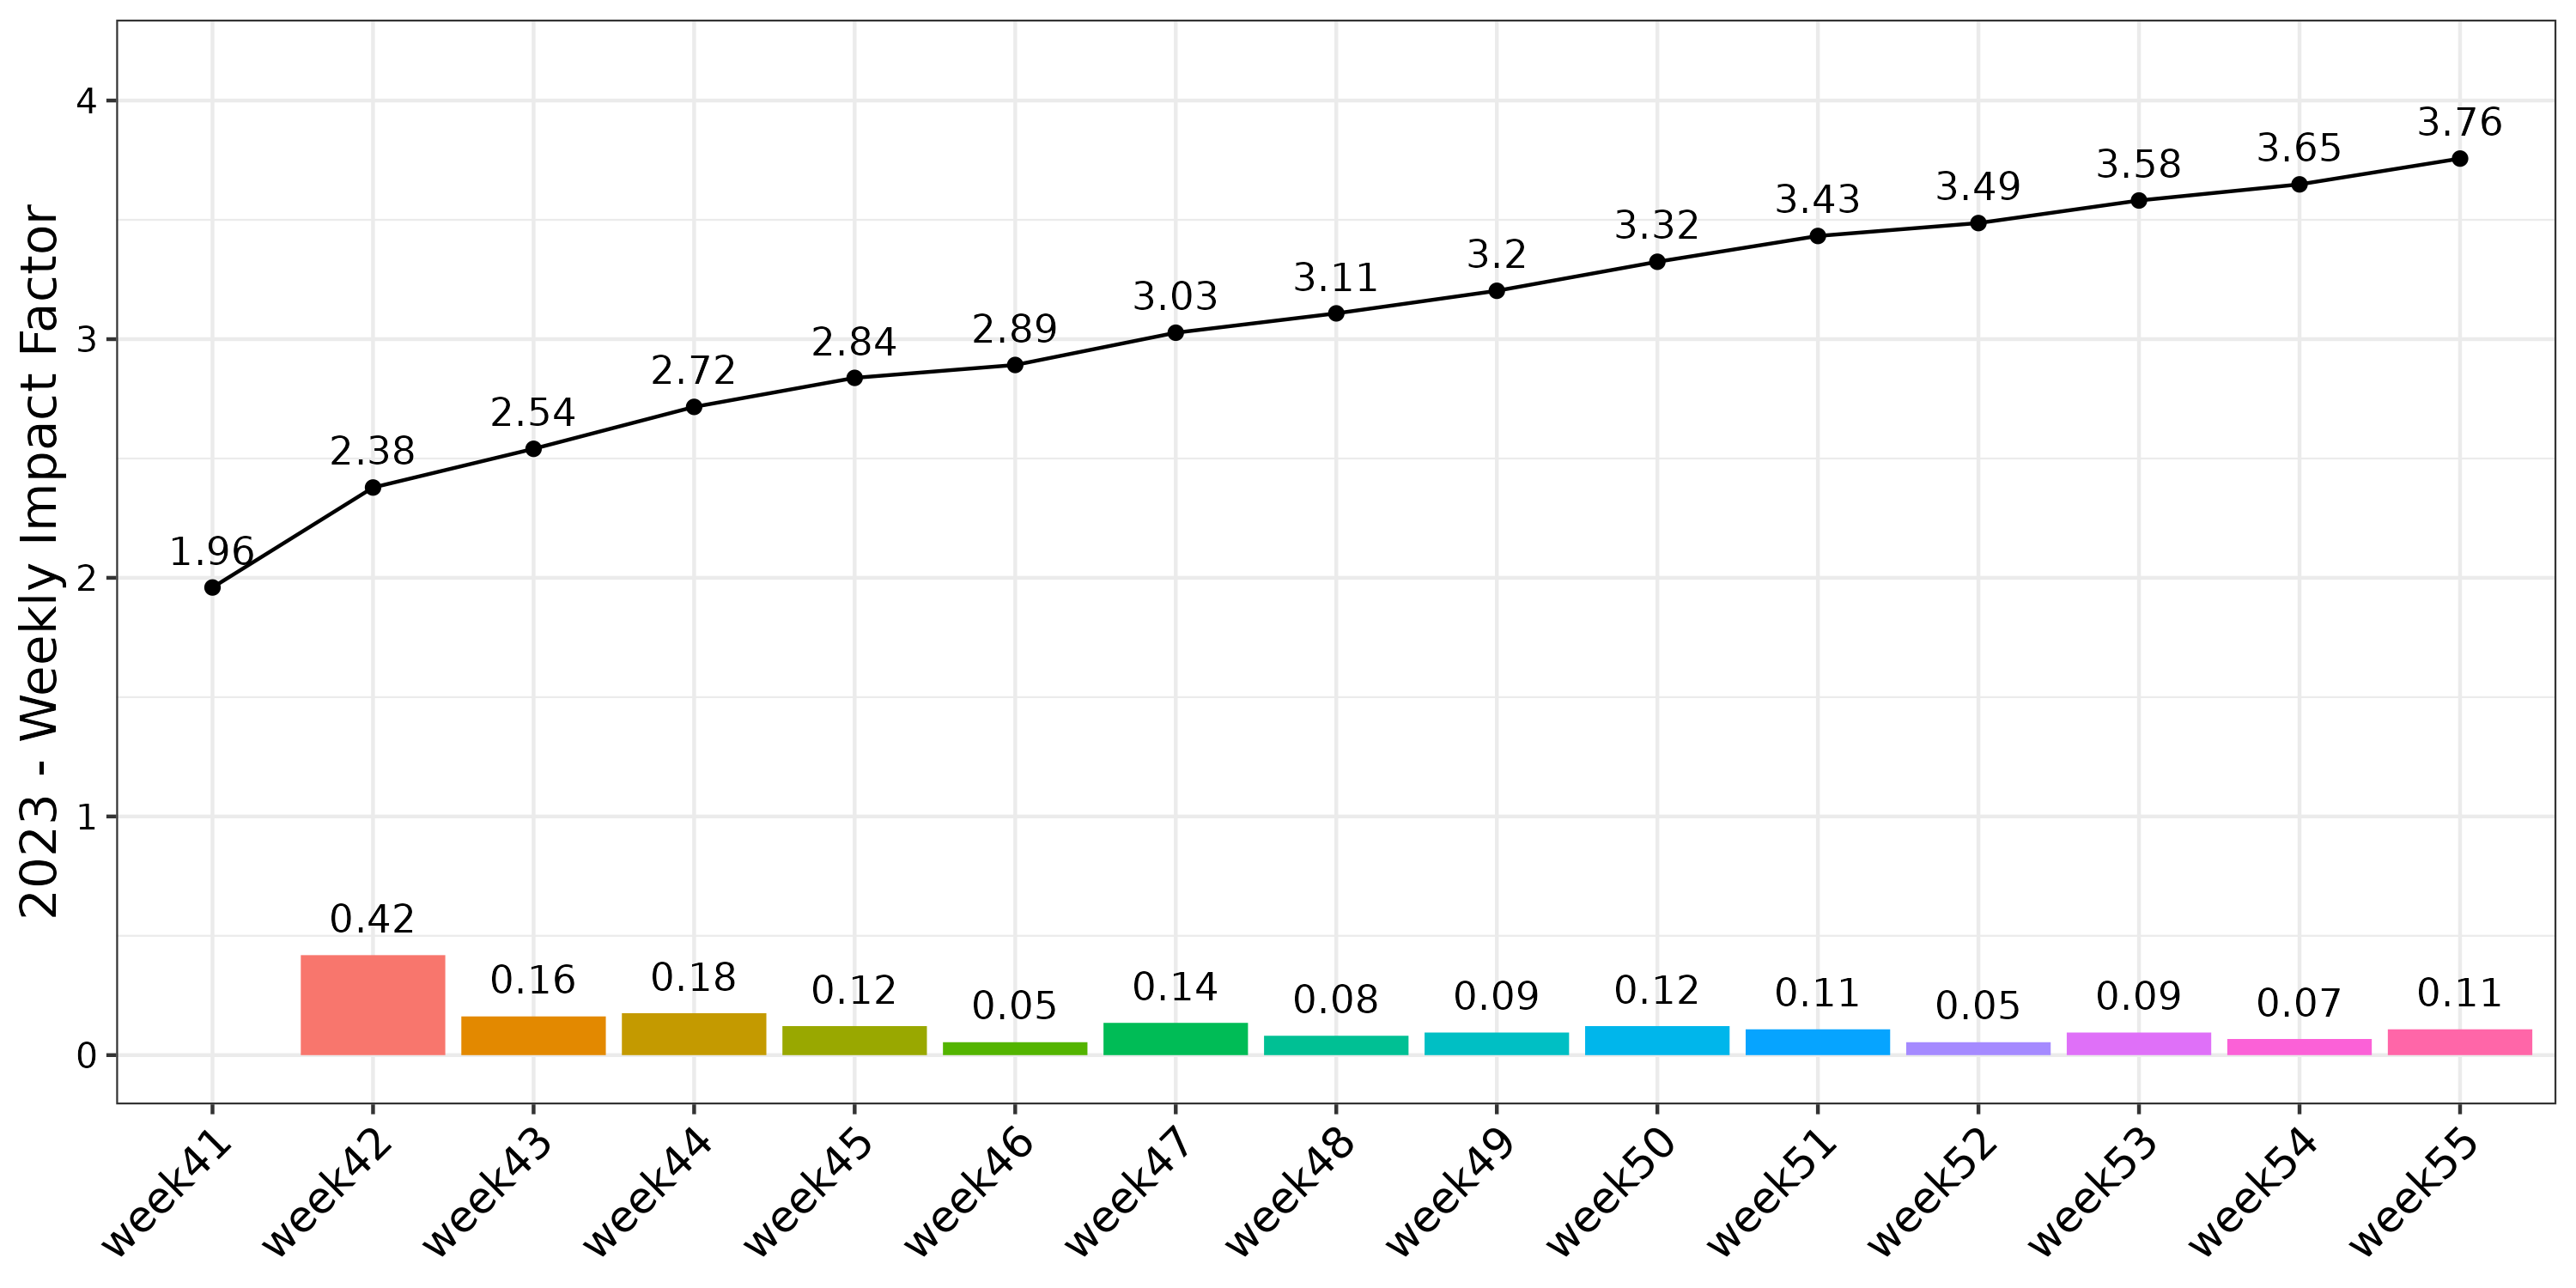 2023 - Weekly Impact Factor
4
3
2
1
0
1.96
2.38
2.54
2.72
2.84
2.89
3.03
3.11
3.2
3.32
3.43
3.49
3.58
3.65
3.76
0.42
0.16
0.18
0.12
0.05
0.14
0.08
0.09
0.12
0.11
0.05
0.09
0.07
0.11
week41
week42
week43
week44
week45
week46
week47
week48
week49
week50
week51
week52
week53
week54
week55